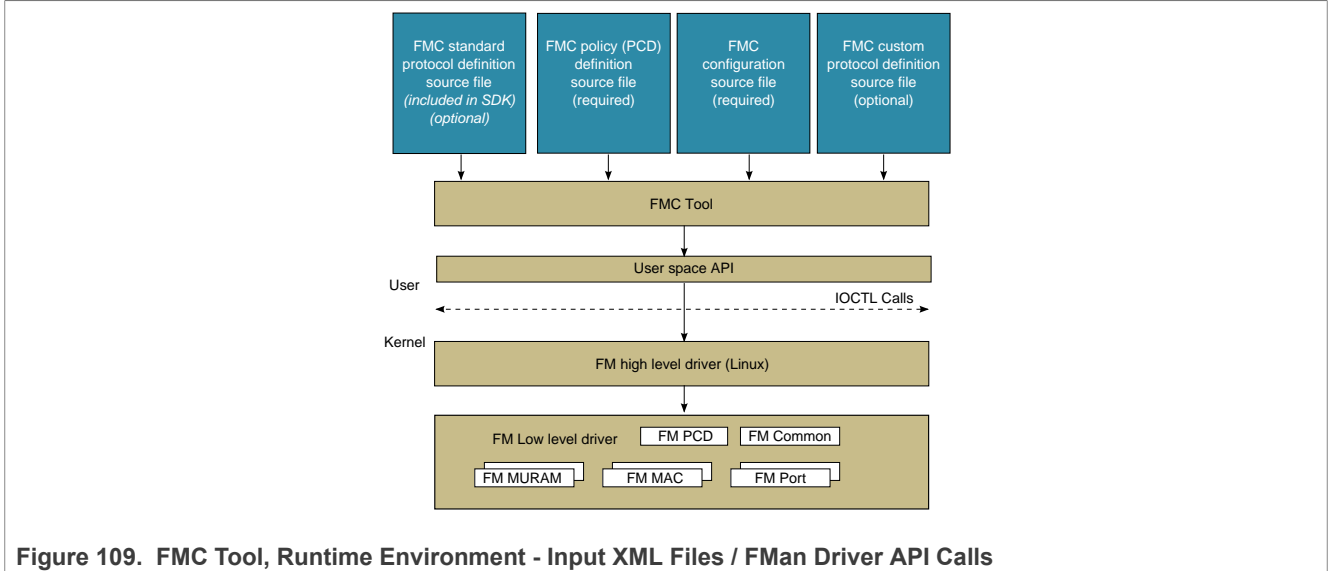 FMC standard
protocol definition
source file
(included in SDK)
(optional)
FMC policy (PCD)
definition
source file
(required)
FMC
configuration
source file
(required)
FMC custom
protocol definition
source file
(optional)
FMC Tool
User space API
User
IOCTL Calls
Kernel
FM high level driver (Linux)
FM Low level driver
FM PCD
FM Common
FM MURAM
FM MAC
FM Port
Figure 109. FMC Tool, Runtime Environment - Input XML Files / FMan Driver API Calls